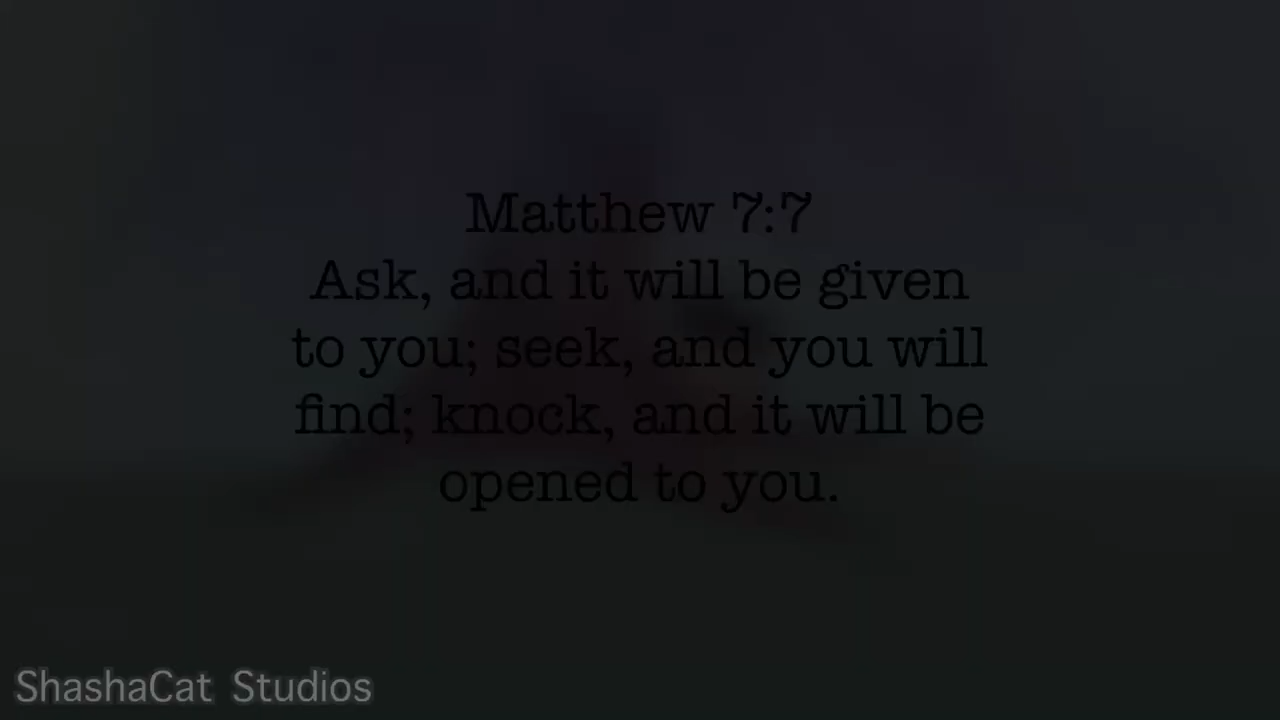 Matthew 7:7
Ask, and it will be given
to you; seek, and you will
find; knock, and it will be
opened to you.
ShashaCat Studios